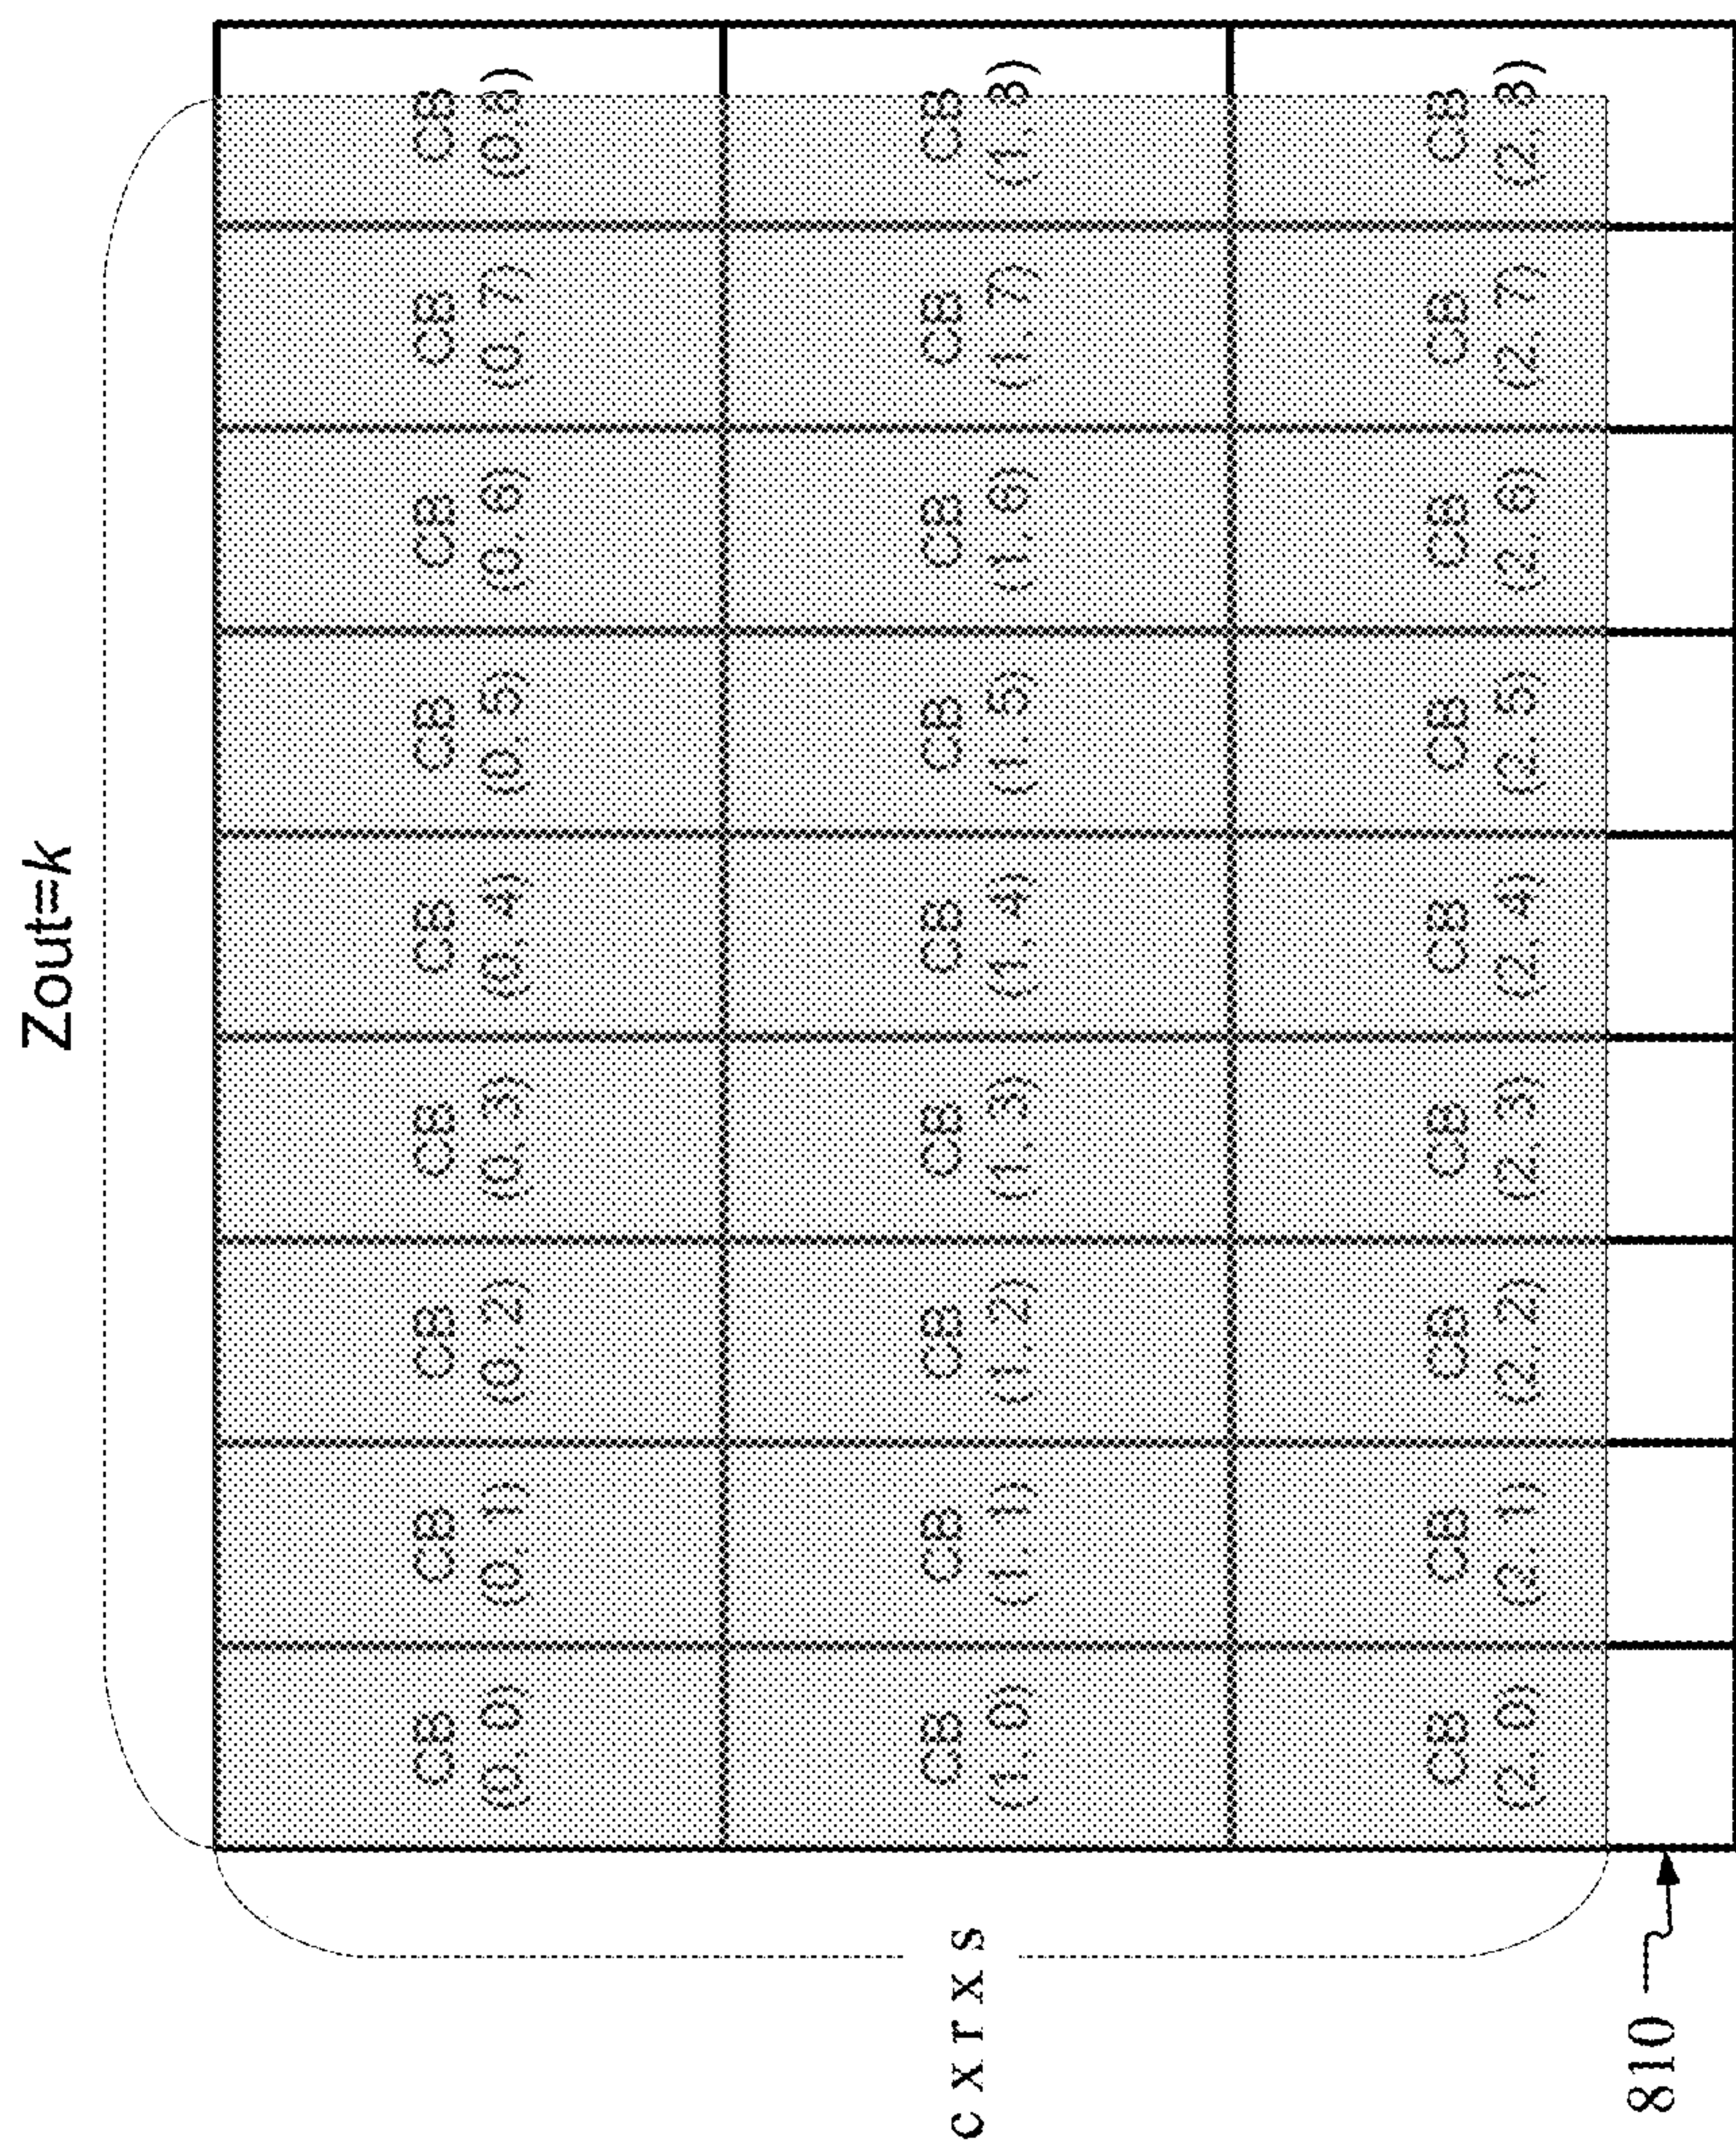 Zout=k
CB
(0. 0)
CB
(0. 1)
CB
(0. 2)
CB
(0. 3)
CB
(0. 4)
CB
(0. 5)
CB
(0. 6)
CB
(0. 7)
CB
(0. 8)
c x r x s
CB
(1. 0)
CB
(1. 1)
CB
(1. 2)
CB
(1. 3)
CB
(1. 4)
CB
(1. 5)
CB
(1. 6)
CB
(1. 7)
CB
(1. 8)
CB
(2. 0)
CB
(2. 1)
CB
(2. 2)
CB
(2. 3)
CB
(2. 4)
CB
(2. 5)
CB
(2. 6)
CB
(2. 7)
CB
(2. 8)
810